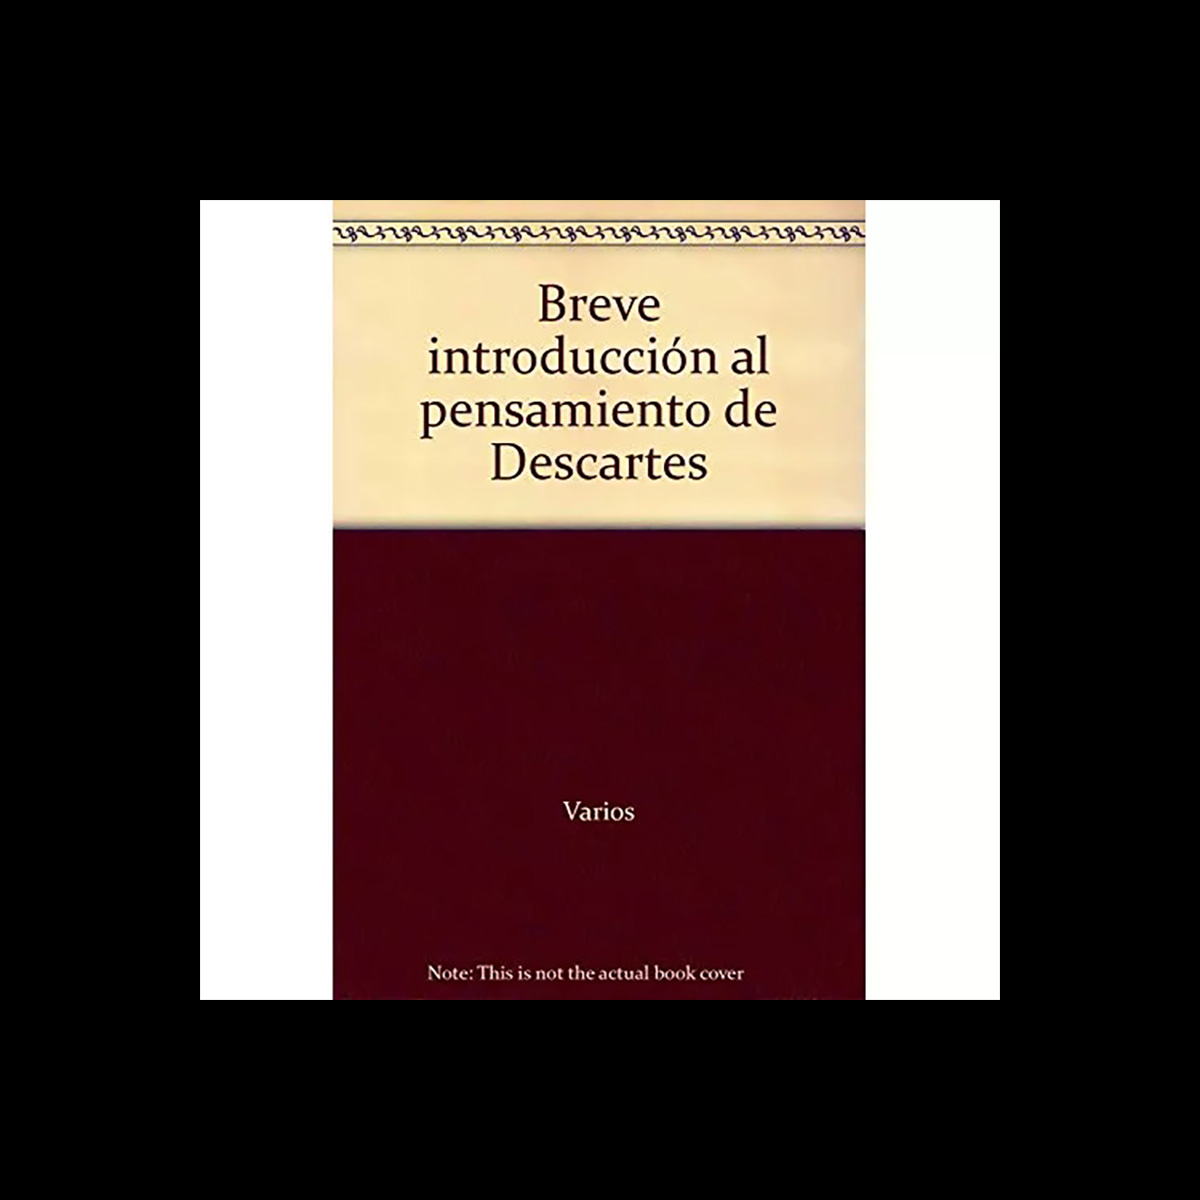 Breve
introducción al
pensamiento de
Descartes
Varios
Note: This is not the actual book cover